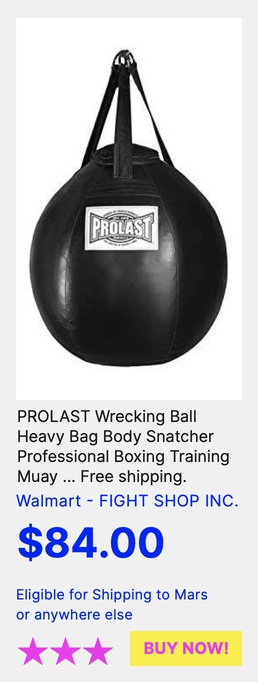 PROLAST
PROLAST Wrecking Ball
Heavy Bag Body Snatcher
Professional Boxing Training
Muay ... Free shipping.
Walmart - FIGHT SHOP INC.
$84.00
Eligible for Shipping to Mars
or anywhere else
BUY NOW!